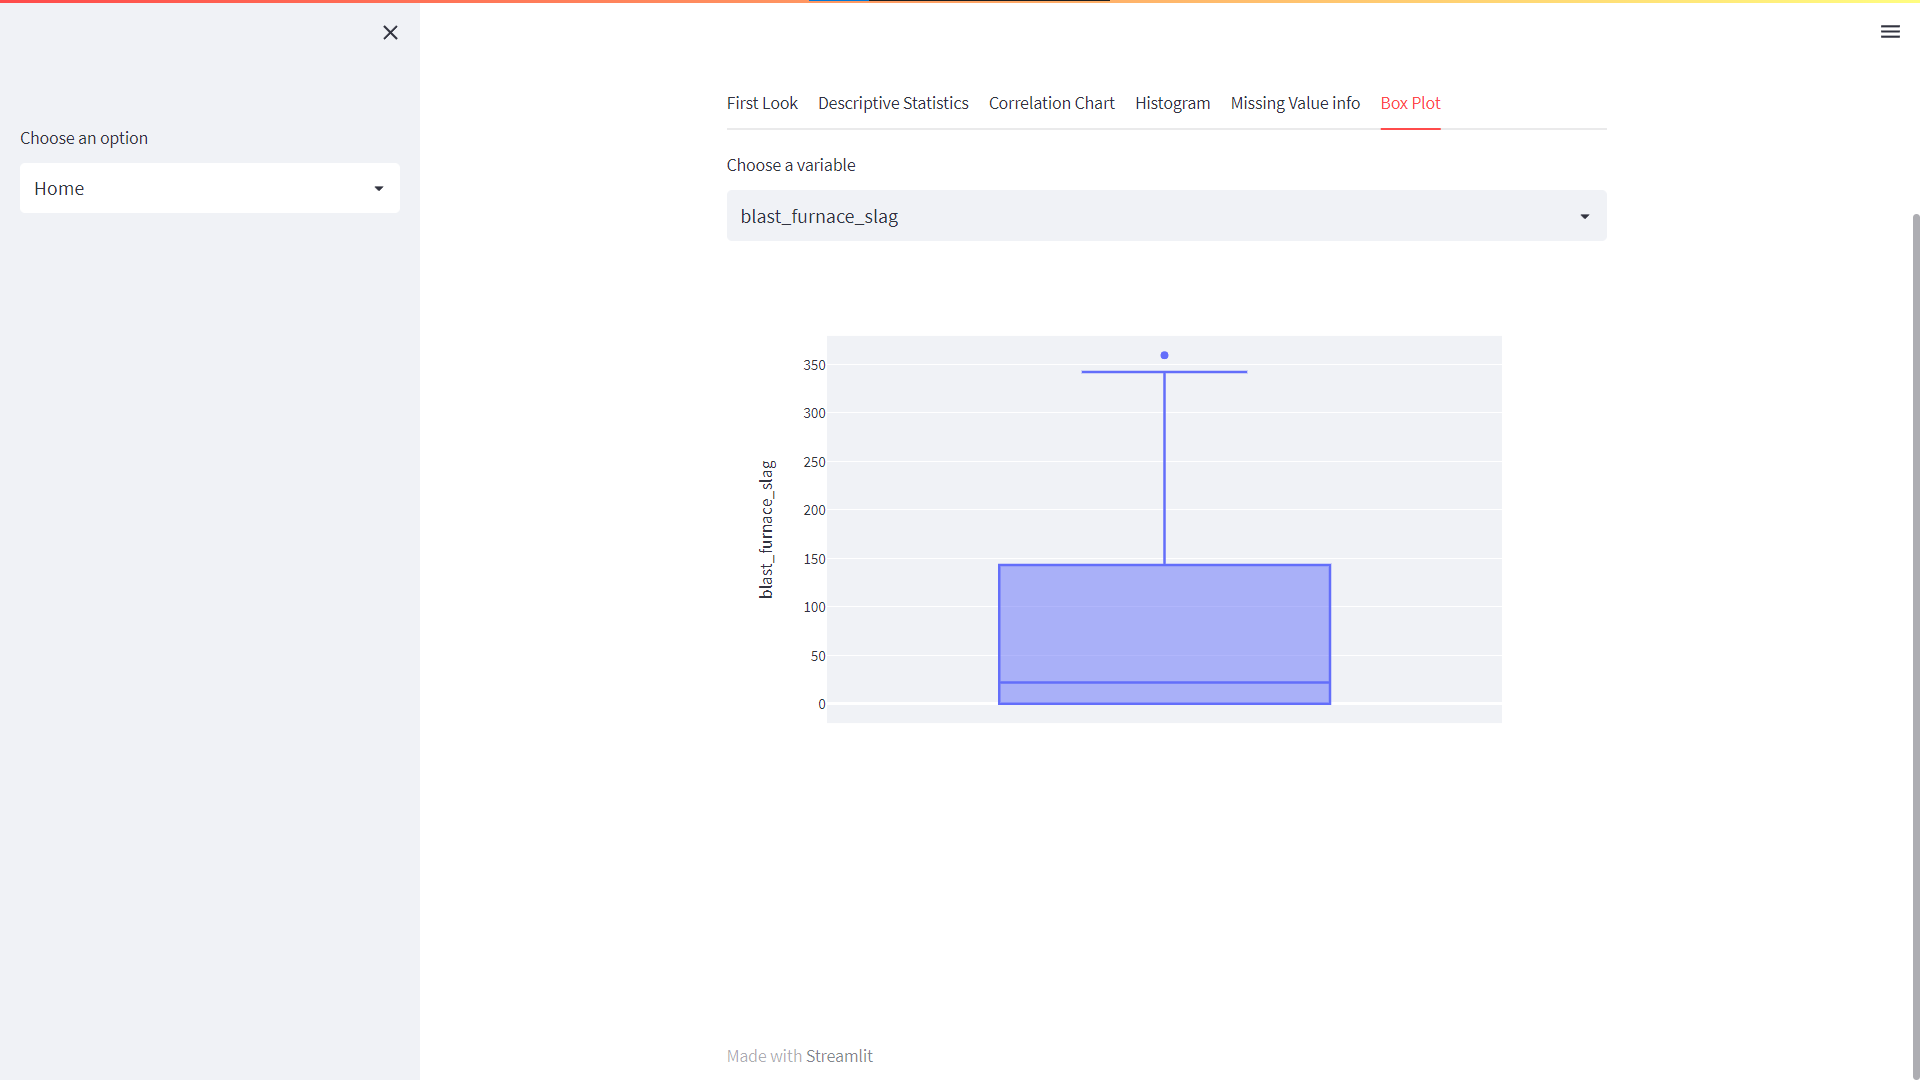 Choose an option
Home
First Look Descriptive Statistics Correlation Chart Histogram Missing Value info Box Plot
Choose a variable
blast_furnace_slag
350
300
250
200
150
100
50
0
blast_furnace_slag
Made with Streamlit